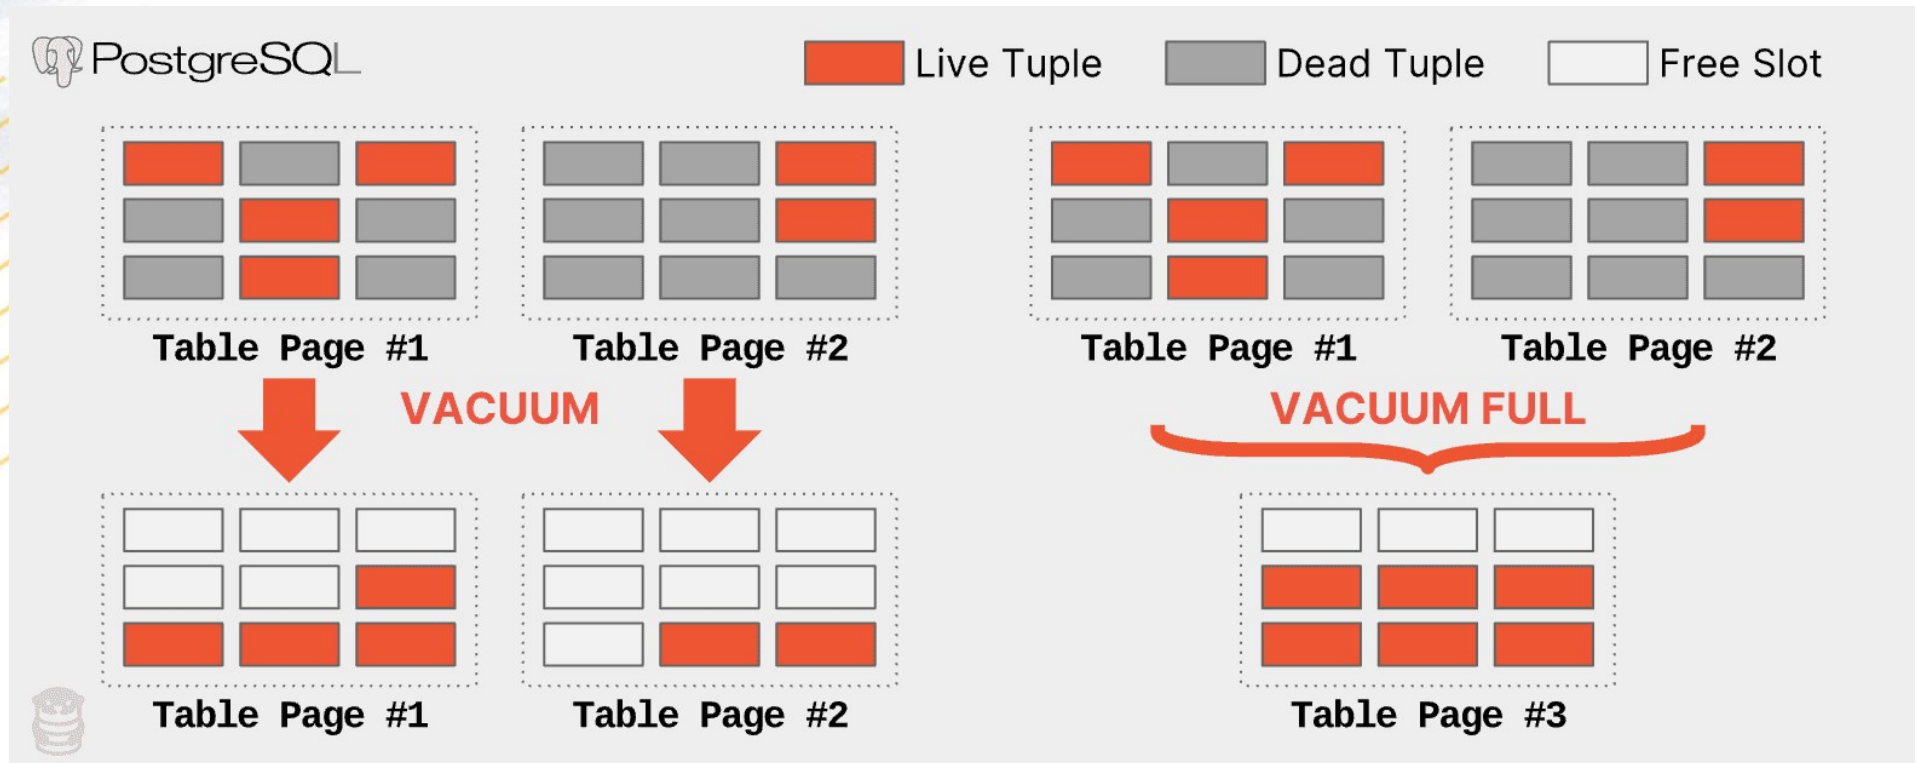 PostgreSQL
Live Tuple
Dead Tuple
Free Slot
Table Page #1
Table Page #2
Table Page #1
Table Page #2
VACUUM
VACUUM FULL
Table Page #1
Table Page #2
Table Page #3